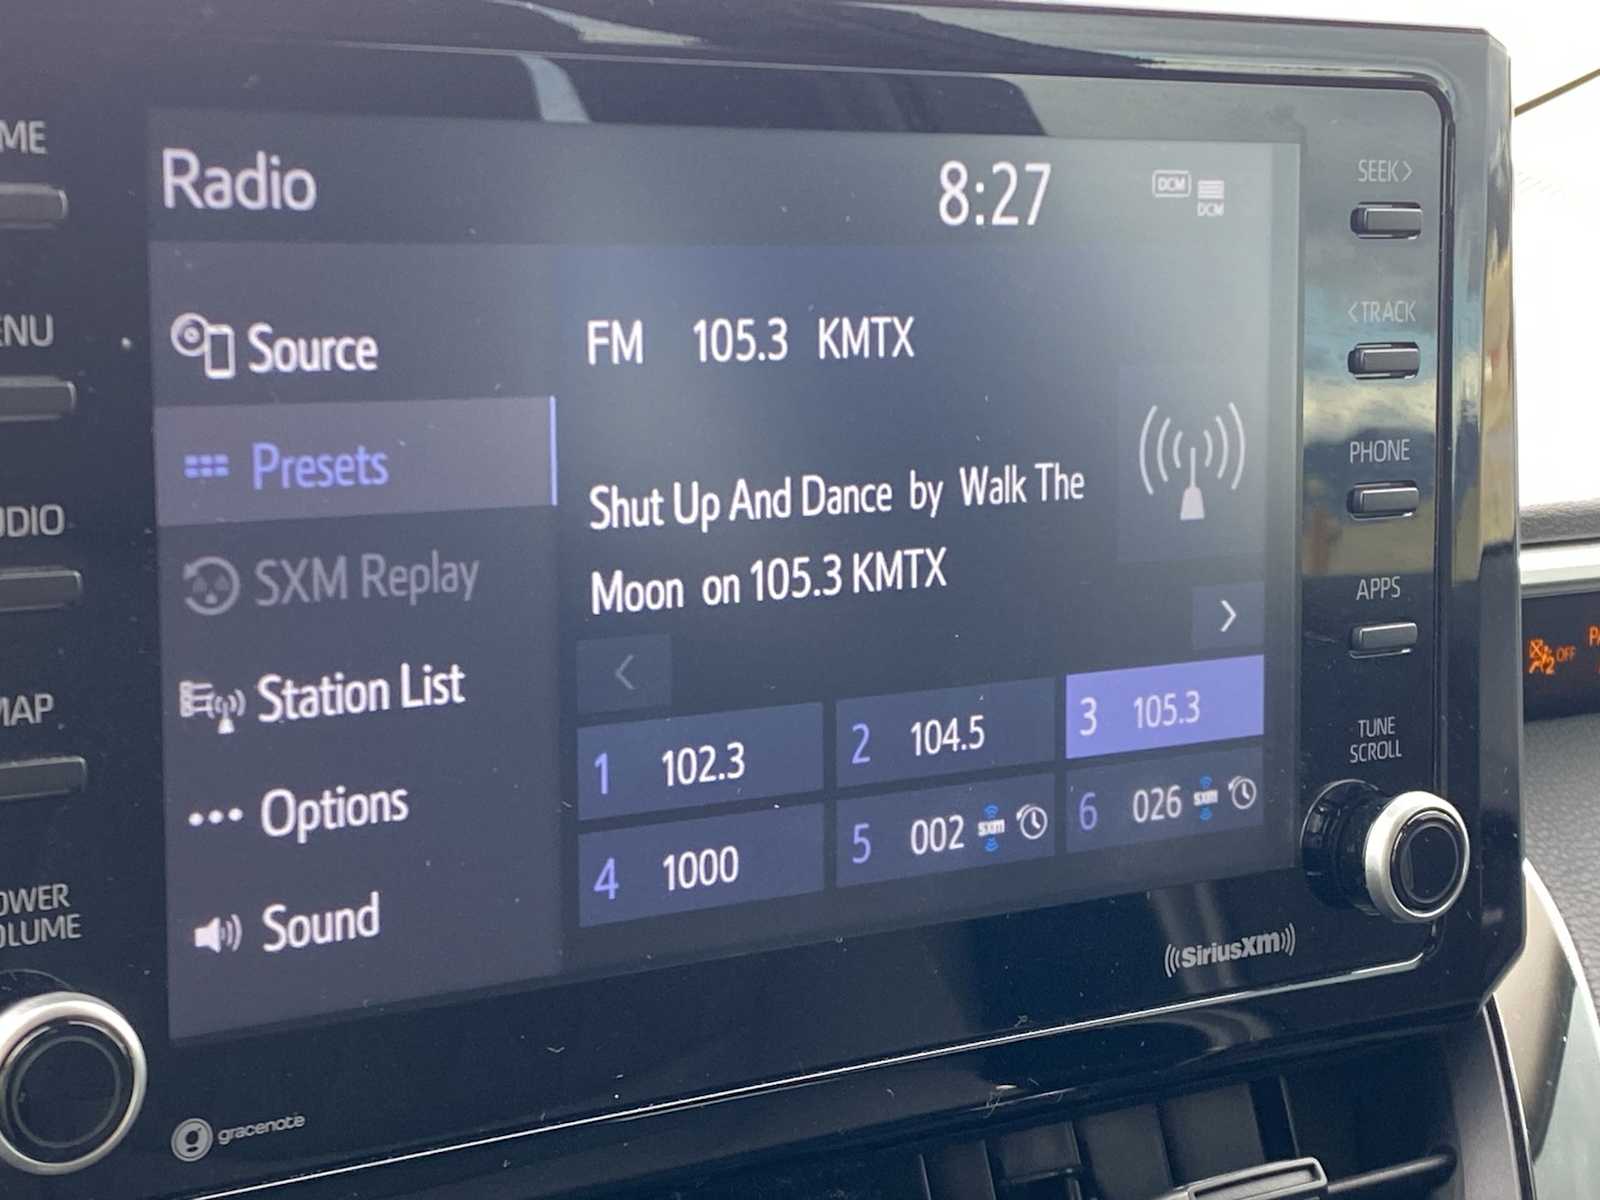 Radio
8:27
DCM
DCM
Source
Presets
SXM Replay
Station List
Options
Sound
FM 105.3 KMTX
Shut Up And Dance by Walk The
Moon on 105.3 KMTX
<
>
1 102.3
2 104.5
3 105.3
4 1000
5 002 sxm
6 026 sxm
ME
ENU
UDIO
MAP
OWER
OLUME
SEEK>
<TRACK
PHONE
APPS
TUNE
SCROLL
SiriusXM
gracenote
2 OFF